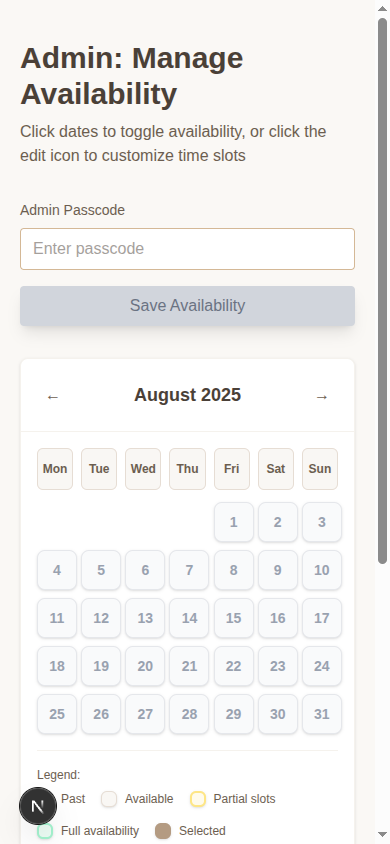 Admin: Manage
Availability
Click dates to toggle availability, or click the
edit icon to customize time slots
Admin Passcode
Enter passcode
Save Availability
← August 2025 →
Mon Tue Wed Thu Fri Sat Sun
1 2 3
4 5 6 7 8 9 10
11 12 13 14 15 16 17
18 19 20 21 22 23 24
25 26 27 28 29 30 31
Legend:
Past Available Partial slots
N
Full availability Selected